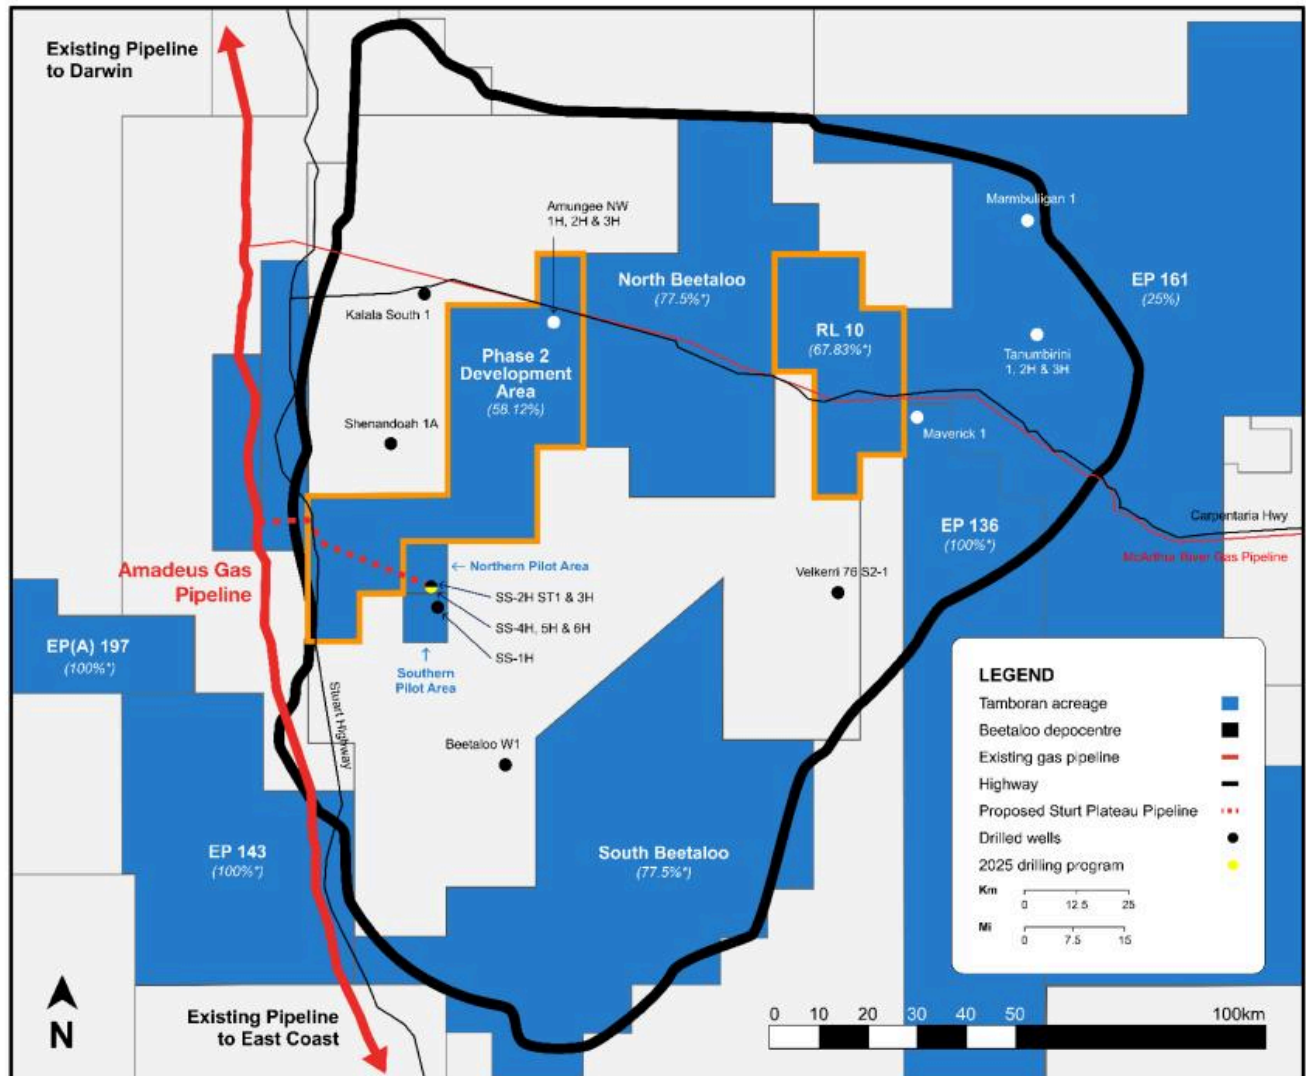 Existing Pipeline
to Darwin
Amungee NW
1H, 2H & 3H
Marmbulligan 1
North Beetaloo
(77.5%*)
EP 161
(25%)
Kalala South 1
RL 10
(67.83%*)
Tanumbirini
1, 2H & 3H
Phase 2
Development
Area
(58.12%)
Shenandoah 1A
Maverick 1
Carpentaria Hwy
EP 136
(100%*)
McArthur River Gas Pipeline
Amadeus Gas
Pipeline
← Northern Pilot Area
Velkerri 76 S2-1
SS-2H ST1 & 3H
SS-4H, 5H & 6H
SS-1H
EP(A) 197
(100%*)
↑
Southern
Pilot Area
Stuart Highway
Beetaloo W1
EP 143
(100%*)
South Beetaloo
(77.5%*)
LEGEND
Tamboran acreage
Beetaloo depocentre
Existing gas pipeline
Highway
Proposed Sturt Plateau Pipeline
Drilled wells
2025 drilling program
Km
0 12.5 25
Mi
0 7.5 15
N
Existing Pipeline
to East Coast
0 10 20 30 40 50 100km